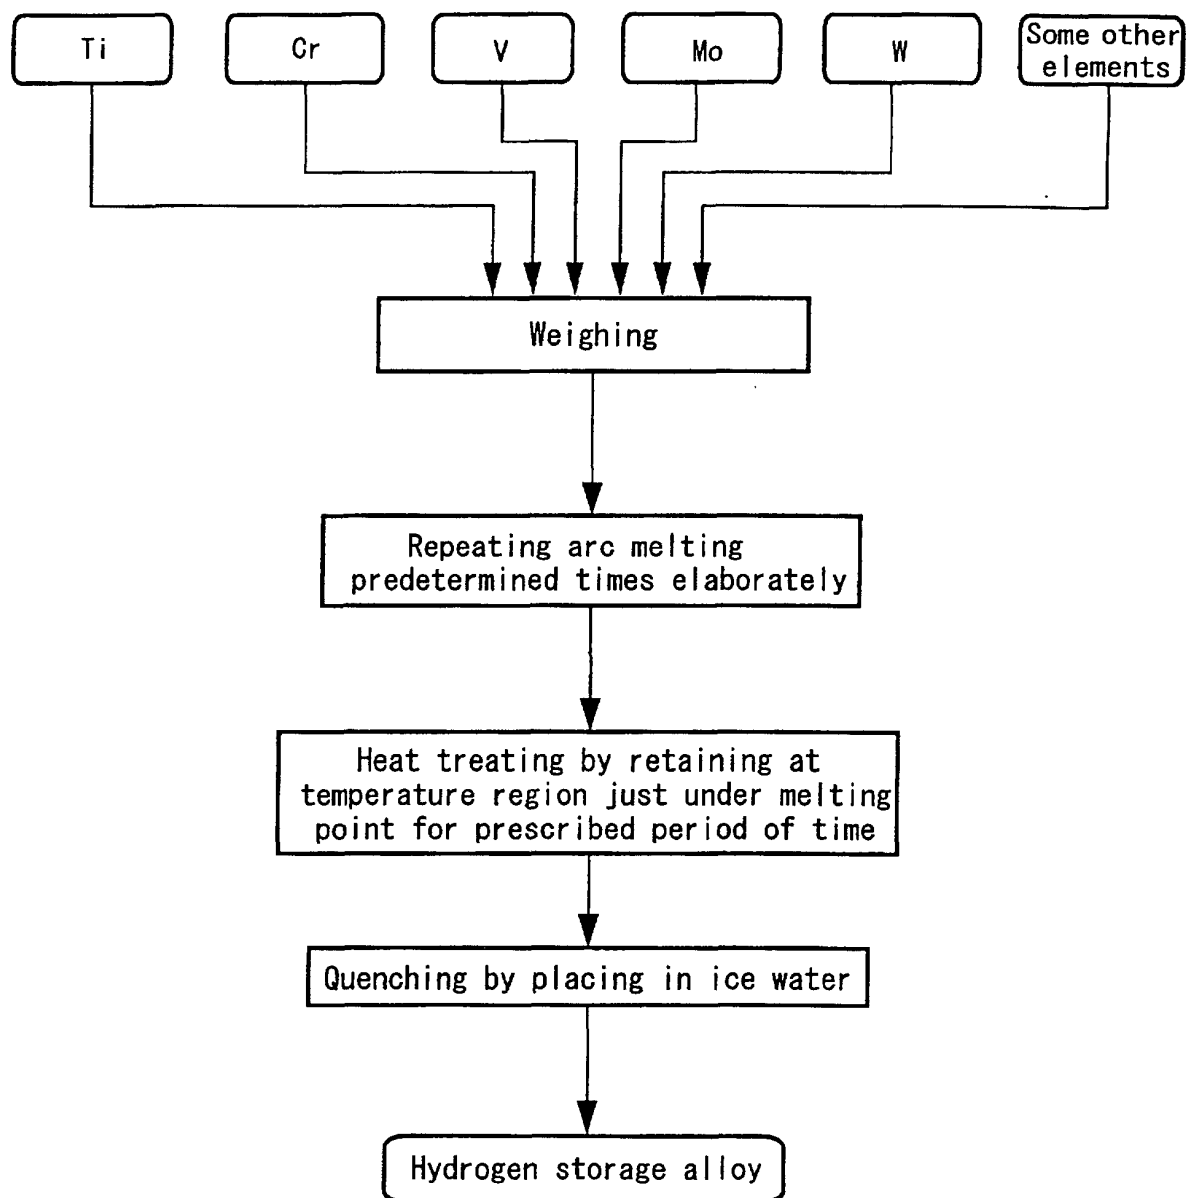 Ti
Cr
V
Mo
W
Some other
elements
Weighing
Repeating arc melting
predetermined times elaborately
Heat treating by retaining at
temperature region just under melting
point for prescribed period of time
Quenching by placing in ice water
Hydrogen storage alloy